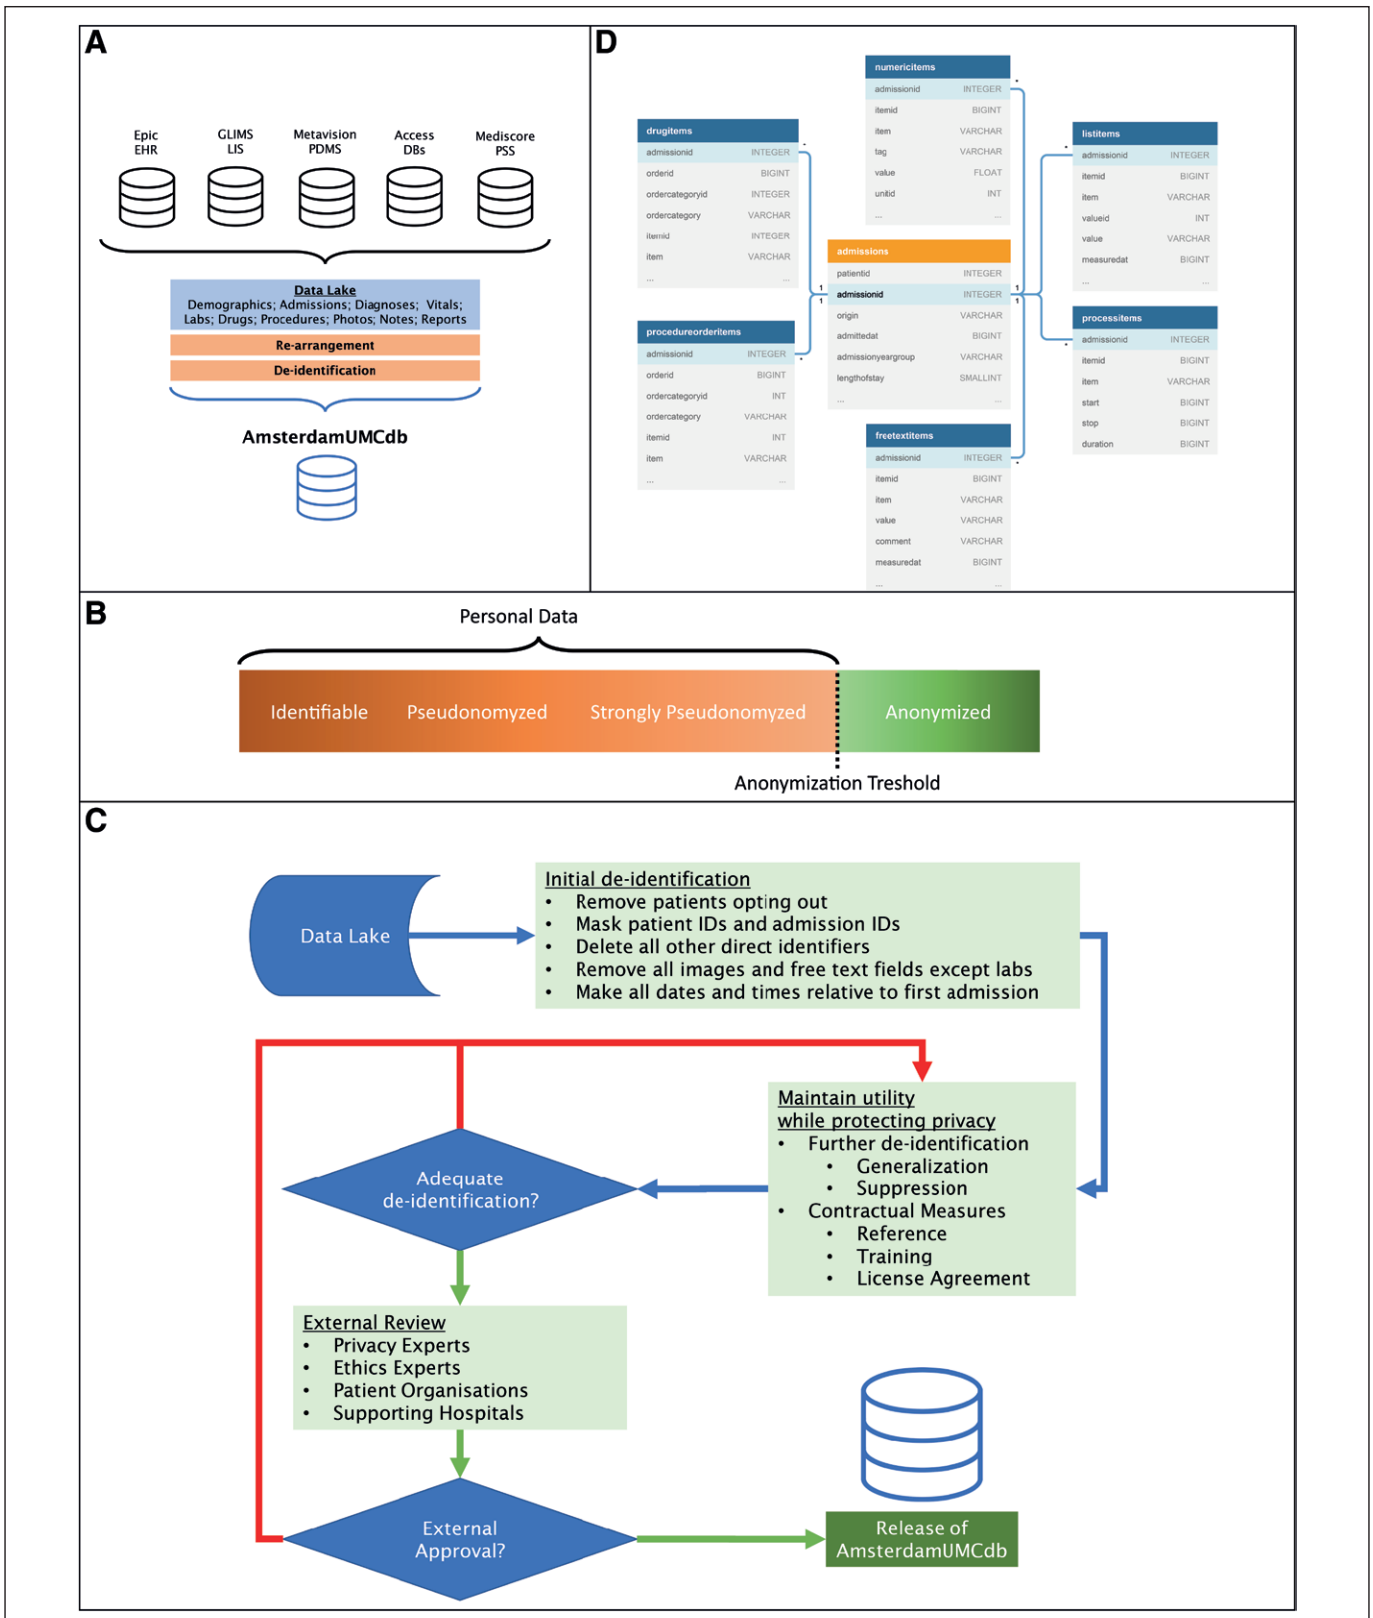 A
Epic
EHR
GLIMS
LIS
Metavision
PDMS
Access
DBs
Mediscore
PSS
Data Lake
Demographics; Admissions; Diagnoses; Vitals;
Labs; Drugs; Procedures; Photos; Notes; Reports
Re-arrangement
De-identification
AmsterdamUMCdb
D
numericitems
admissionid INTEGER
itemid BIGINT
item VARCHAR
tag VARCHAR
value FLOAT
unitid INT
... ...
drugitems
admissionid INTEGER
orderid BIGINT
ordercategoryid INTEGER
ordercategory VARCHAR
itemid INTEGER
item VARCHAR
... ...
listitems
admissionid INTEGER
itemid BIGINT
item VARCHAR
valueid INT
value VARCHAR
measuredat BIGINT
... ...
admissions
patientid INTEGER
admissionid INTEGER
origin VARCHAR
admittedat BIGINT
admissionyeargroup VARCHAR
lengthofstay SMALLINT
... ...
1
1
1
1
*
*
*
*
*
*
procedureorderitems
admissionid INTEGER
orderid BIGINT
ordercategoryid INT
ordercategory VARCHAR
itemid INT
item VARCHAR
... ...
processitems
admissionid INTEGER
itemid BIGINT
item VARCHAR
start BIGINT
stop BIGINT
duration BIGINT
freetextitems
admissionid INTEGER
itemid BIGINT
item VARCHAR
value VARCHAR
comment VARCHAR
measuredat BIGINT
... ...
B
Personal Data
Identifiable Pseudonomyzed Strongly Pseudonomyzed Anonymized
Anonymization Treshold
C
Data Lake
Initial de-identification
• Remove patients opting out
• Mask patient IDs and admission IDs
• Delete all other direct identifiers
• Remove all images and free text fields except labs
• Make all dates and times relative to first admission
Maintain utility
while protecting privacy
• Further de-identification
• Generalization
• Suppression
• Contractual Measures
• Reference
• Training
• License Agreement
Adequate
de-identification?
External Review
• Privacy Experts
• Ethics Experts
• Patient Organisations
• Supporting Hospitals
External
Approval?
Release of
AmsterdamUMCdb